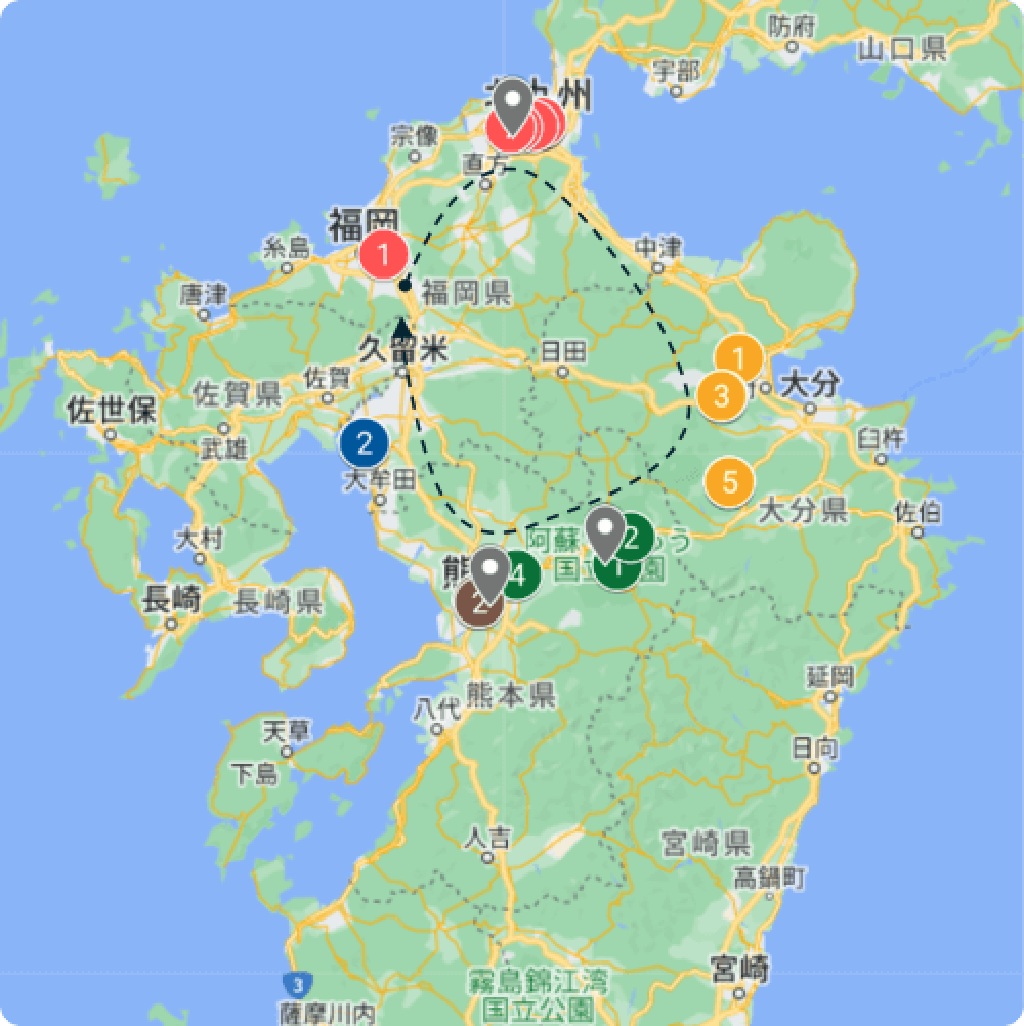 防府
山口県
宇部
北九州
宗像
直方
福岡
1
糸島
中津
唐津
福岡県
久留米
日田
1
佐賀
佐賀県
3
大分
佐世保
武雄
2
臼杵
大牟田
5
大分県
佐伯
大村
阿蘇
2
う
国立
1
園
4
2
長崎
長崎県
熊本県
延岡
八代
天草
下島
日向
人吉
宮崎県
高鍋町
宮崎
3
霧島錦江湾
国立公園
薩摩川内